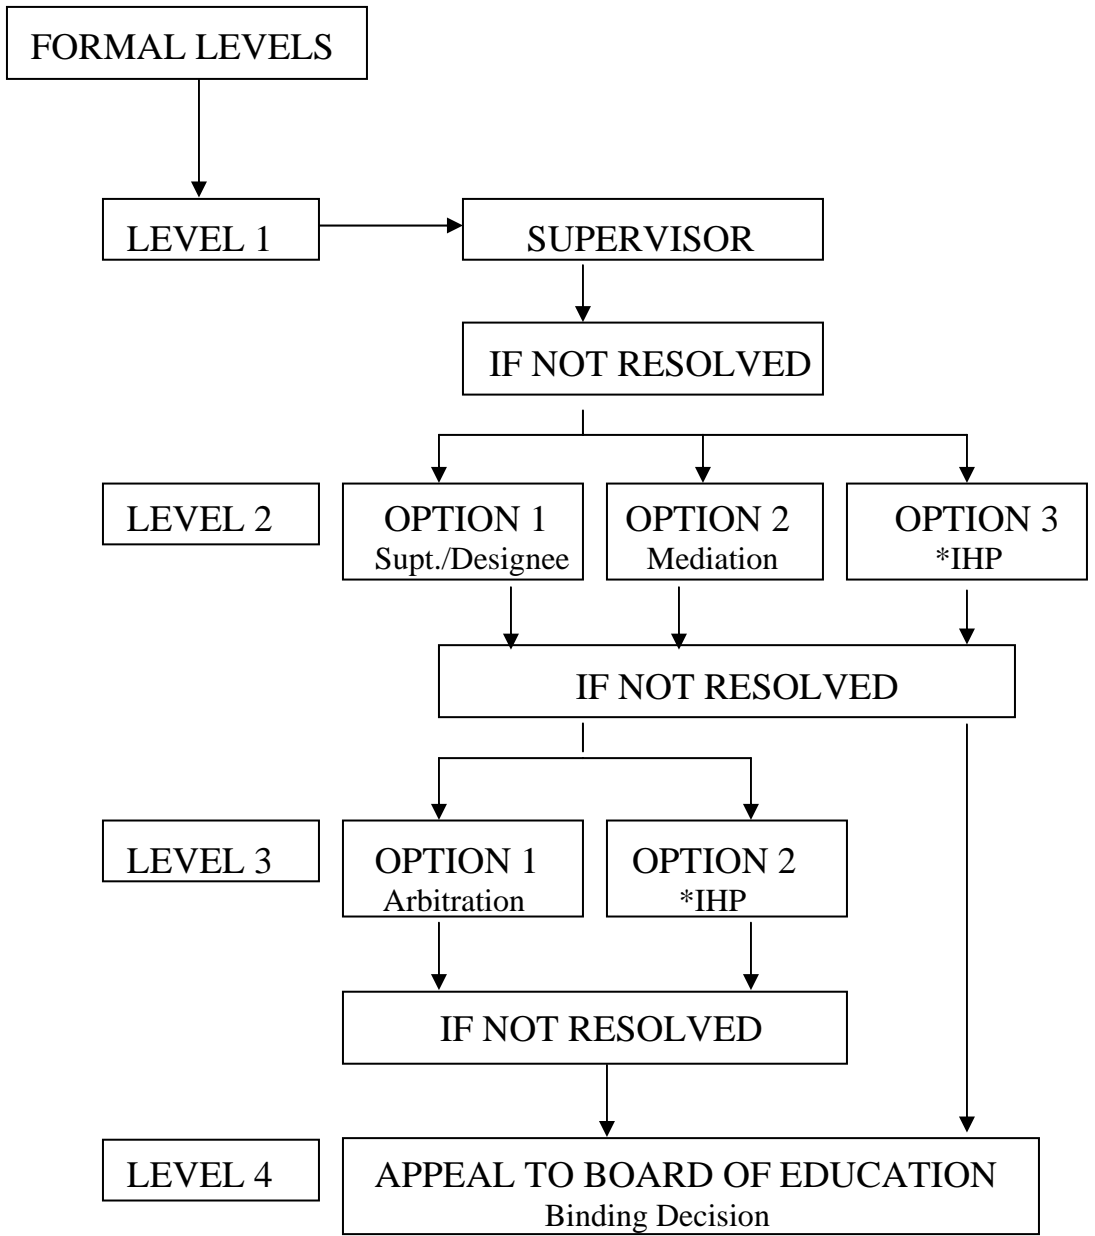 FORMAL LEVELS
LEVEL 1
SUPERVISOR
IF NOT RESOLVED
LEVEL 2
OPTION 1
Supt./Designee
OPTION 2
Mediation
OPTION 3
*IHP
IF NOT RESOLVED
LEVEL 3
OPTION 1
Arbitration
OPTION 2
*IHP
IF NOT RESOLVED
LEVEL 4
APPEAL TO BOARD OF EDUCATION
Binding Decision